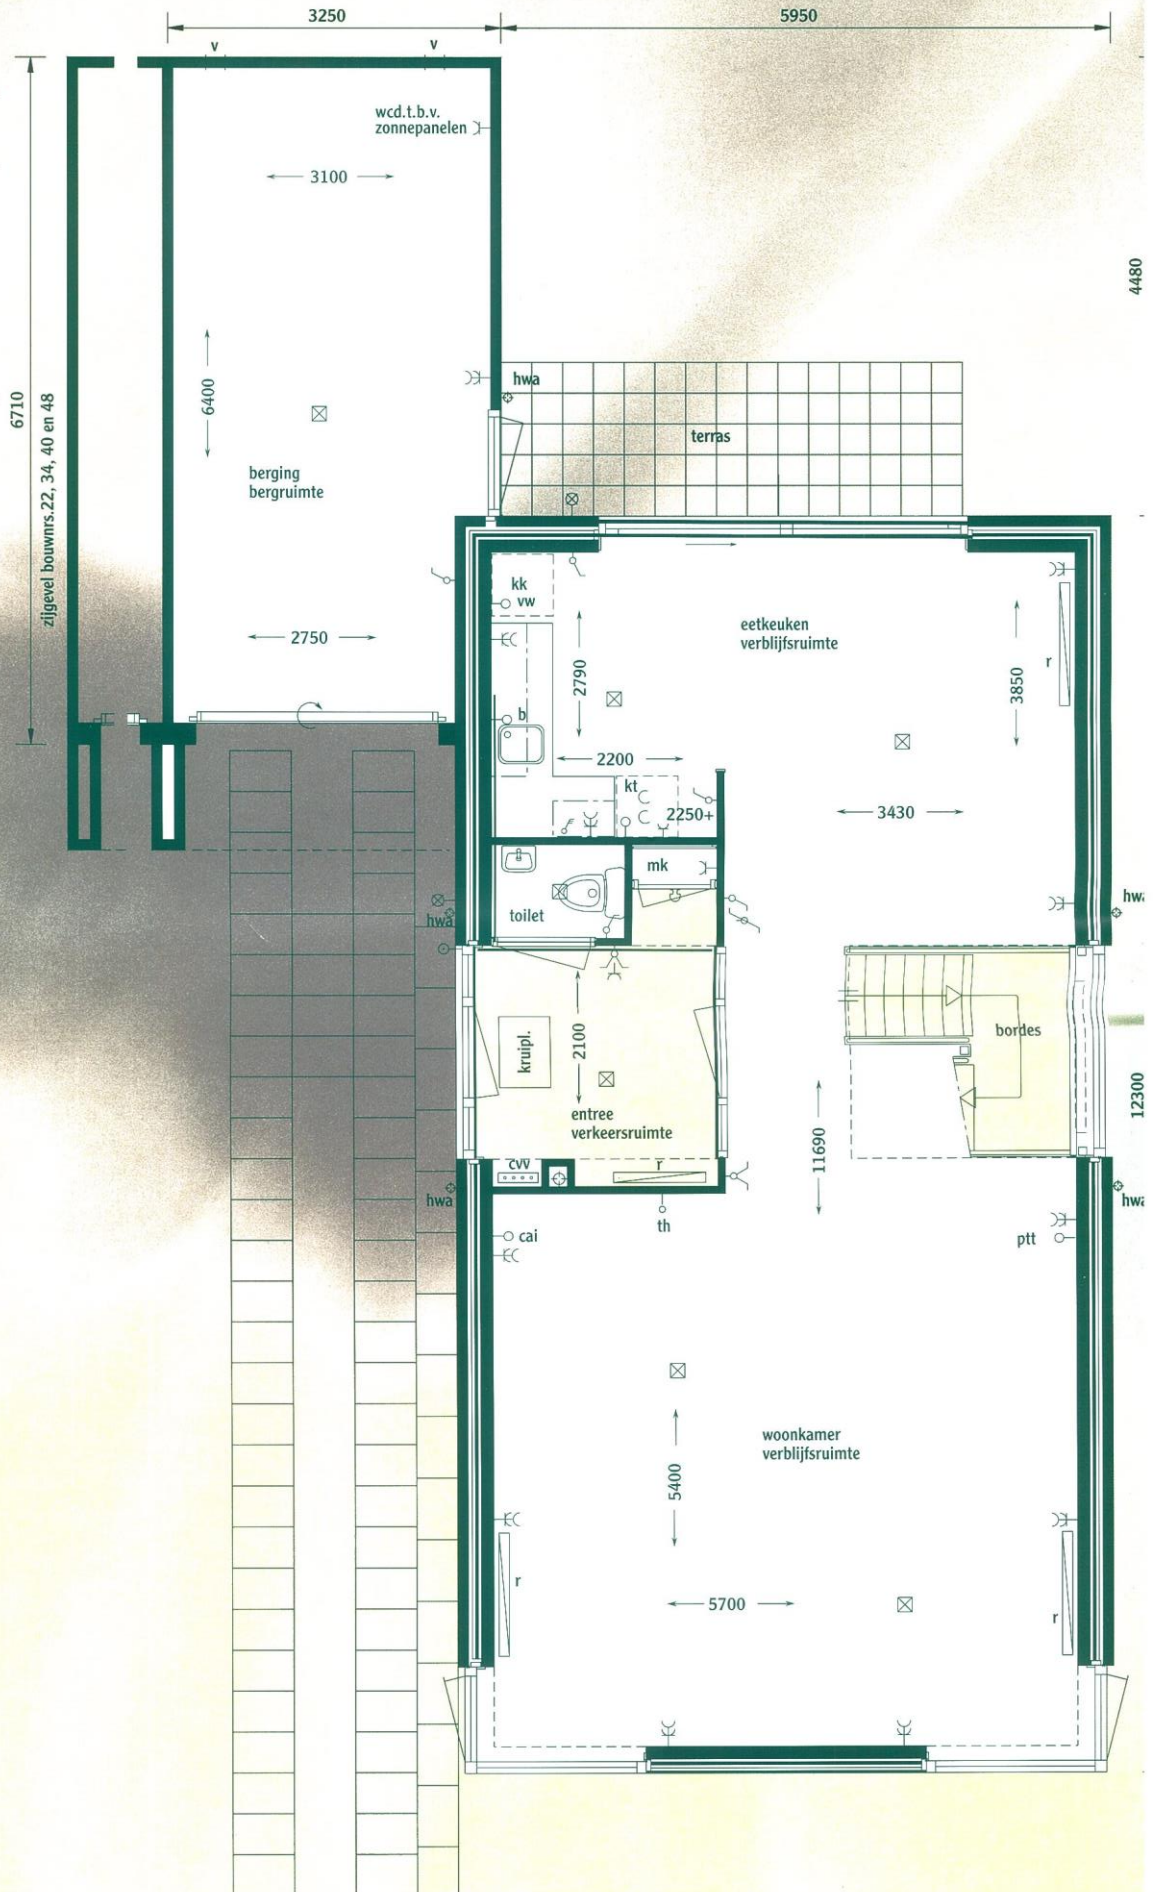 3250
5950
v
v
wcd.t.b.v.
zonnepanelen
3100
4480
6710
zijgevel bouwnrs.22, 34, 40 en 48
6400
hwa
terras
berging
bergruimte
kk
vw
eetkeuken
verblijfsruimte
2750
2790
r
3850
b
2200
kt
2250+
3430
mk
toilet
hwa
hwa
bordes
kruipl.
2100
entree
verkeersruimte
12300
11690
cvv
r
hwa
hwa
th
cai
ptt
woonkamer
verblijfsruimte
5400
r
5700
r